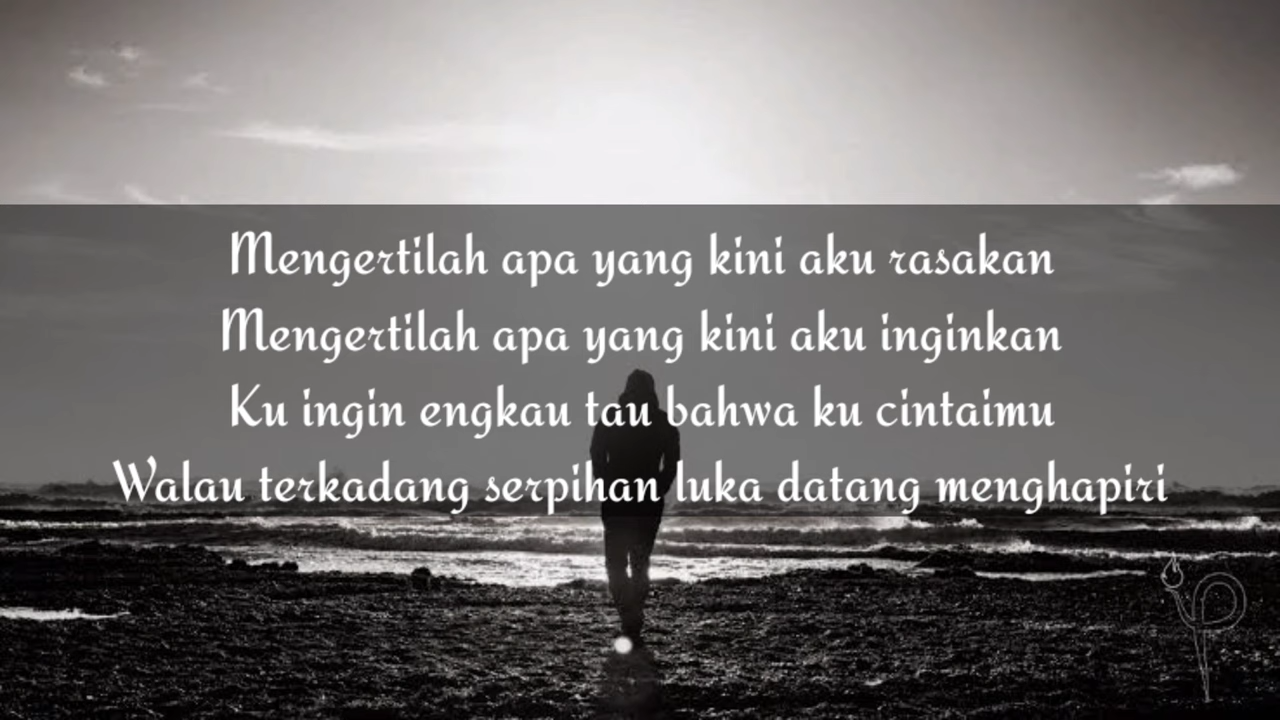 Mengertilah apa yang kini aku rasakan
Mengertilah apa yang kini aku inginkan
Ku ingin engkau tau bahwa ku cintaimu
Walau terkadang serpihan luka datang menghapiri